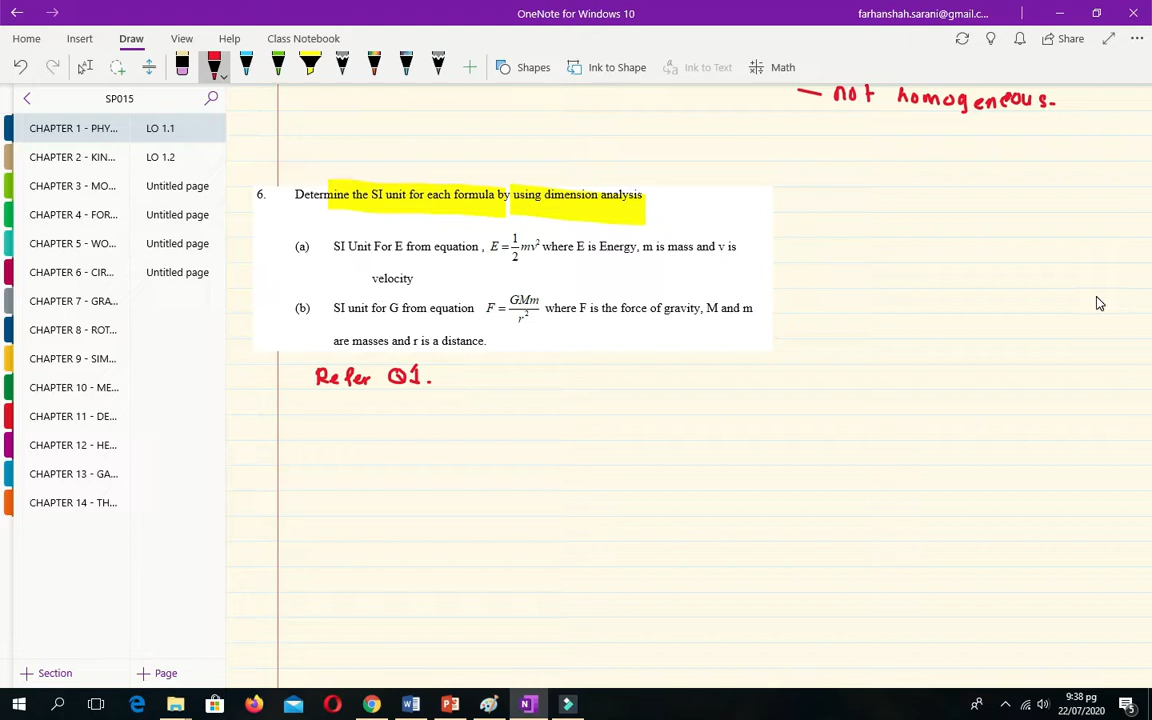 OneNote for Windows 10
farhanshah.sarani@gmail.c...
Home Insert Draw View Help Class Notebook
Share
Shapes Ink to Shape Ink to Text Math
SP015
CHAPTER 1 - PHY... LO 1.1
CHAPTER 2 - KIN... LO 1.2
CHAPTER 3 - MO... Untitled page
CHAPTER 4 - FOR... Untitled page
CHAPTER 5 - WO... Untitled page
CHAPTER 6 - CIR... Untitled page
CHAPTER 7 - GRA...
CHAPTER 8 - ROT...
CHAPTER 9 - SIM...
CHAPTER 10 - ME...
CHAPTER 11 - DE...
CHAPTER 12 - HE...
CHAPTER 13 - GA...
CHAPTER 14 - TH...
Section Page
— not homogeneous.
6. Determine the SI unit for each formula by using dimension analysis
(a) SI Unit For E from equation , E = 1/2 mv² where E is Energy, m is mass and v is
velocity
(b) SI unit for G from equation F = GMm/r² where F is the force of gravity, M and m
are masses and r is a distance.
Refer Q1.
9:38 pg
22/07/2020
5